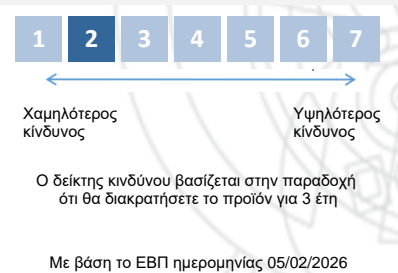 1 2 3 4 5 6 7
Χαμηλότερος Υψηλότερος
κίνδυνος κίνδυνος
Ο δείκτης κινδύνου βασίζεται στην παραδοχή
ότι θα διακρατήσετε το προϊόν για 3 έτη
Με βάση το ΕΒΠ ημερομηνίας 05/02/2026